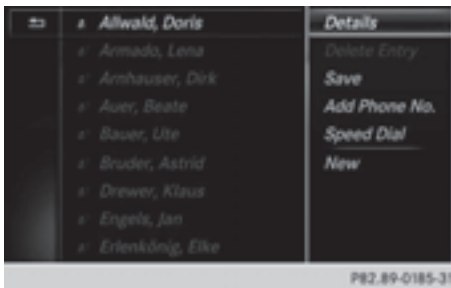 Allwald, Doris
Armado, Lena
Arnhauser, Dirk
Auer, Beate
Bauer, Ute
Bruder, Astrid
Drewer, Klaus
Engels, Jan
Erlenkönig, Elke
Details
Delete Entry
Save
Add Phone No.
Speed Dial
New
P82.89-0185-31